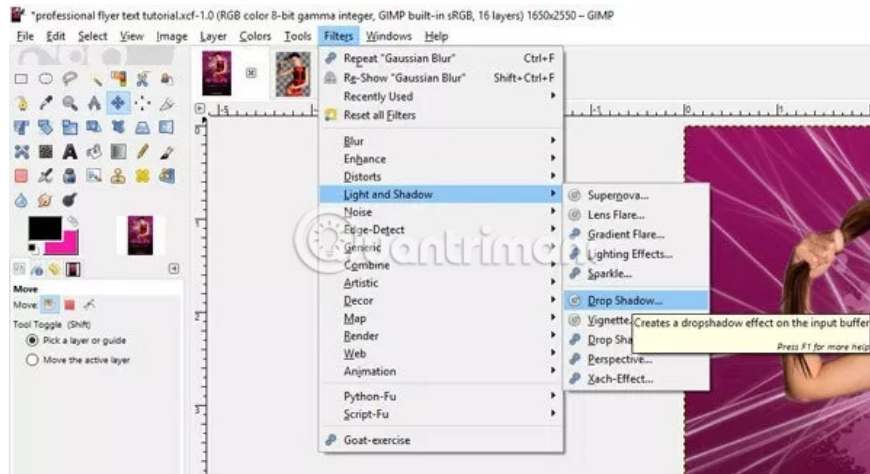 *professional flyer text tutorial.xcf-1.0 (RGB color 8-bit gamma integer, GIMP built-in sRGB, 16 layers) 1650x2550 – GIMP
File Edit Select View Image Layer Colors Tools Filters Windows Help
Repeat "Gaussian Blur" Ctrl+F
Re-Show "Gaussian Blur" Shift+Ctrl+F
Recently Used
Reset all Filters
Blur
Enhance
Distorts
Light and Shadow
Noise
Edge-Detect
Generic
Combine
Artistic
Decor
Map
Render
Web
Animation
Python-Fu
Script-Fu
Goat-exercise
Supernova...
Lens Flare...
Gradient Flare...
Lighting Effects...
Sparkle...
Drop Shadow...
Vignette
Drop Sha
Perspective...
Xach-Effect...
Creates a dropshadow effect on the input buffer
Press F1 for more help
Move
Move:
Tool Toggle (Shift)
Pick a layer or guide
Move the active layer
uantrimang